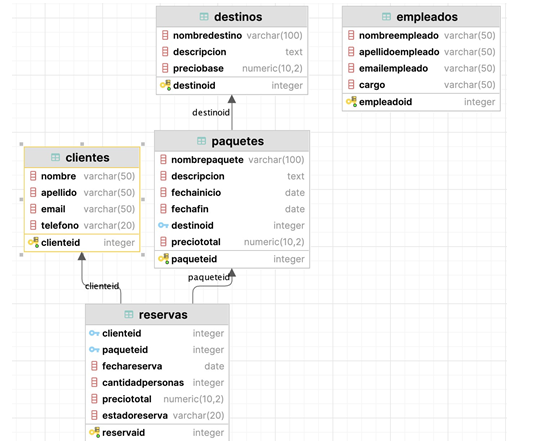 destinos
nombredestino varchar(100)
descripcion text
preciobase numeric(10,2)
destinoid integer
empleados
nombreempleado varchar(50)
apellidoempleado varchar(50)
emailempleado varchar(50)
cargo varchar(50)
empleadoid integer
destinoid
paquetes
nombrepaquete varchar(100)
descripcion text
fechainicio date
fechafin date
destinoid integer
preciototal numeric(10,2)
paqueteid integer
clientes
nombre varchar(50)
apellido varchar(50)
email varchar(50)
telefono varchar(20)
clienteid integer
clienteid
paqueteid
reservas
clienteid integer
paqueteid integer
fechareserva date
cantidadpersonas integer
preciototal numeric(10,2)
estadoreserva varchar(20)
reservaid integer